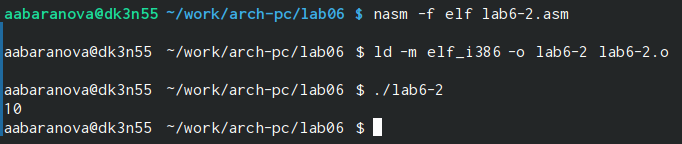 aabaranova@dk3n55 ~/work/arch-pc/lab06 $ nasm -f elf lab6-2.asm
aabaranova@dk3n55 ~/work/arch-pc/lab06 $ ld -m elf_i386 -o lab6-2 lab6-2.o
aabaranova@dk3n55 ~/work/arch-pc/lab06 $ ./lab6-2
10
aabaranova@dk3n55 ~/work/arch-pc/lab06 $